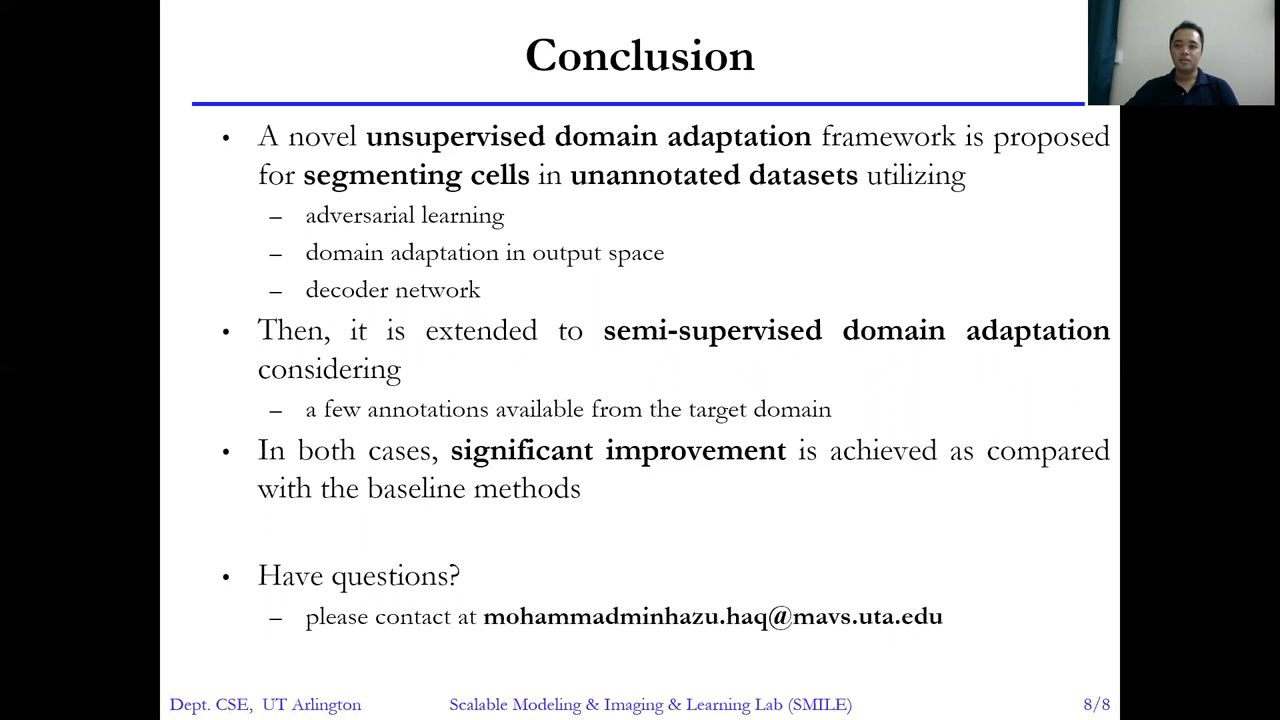 Conclusion
• A novel unsupervised domain adaptation framework is proposed
for segmenting cells in unannotated datasets utilizing
– adversarial learning
– domain adaptation in output space
– decoder network
• Then, it is extended to semi-supervised domain adaptation
considering
– a few annotations available from the target domain
• In both cases, significant improvement is achieved as compared
with the baseline methods
• Have questions?
– please contact at mohammadminhazu.haq@mavs.uta.edu
Dept. CSE, UT Arlington
Scalable Modeling & Imaging & Learning Lab (SMILE)
8/8